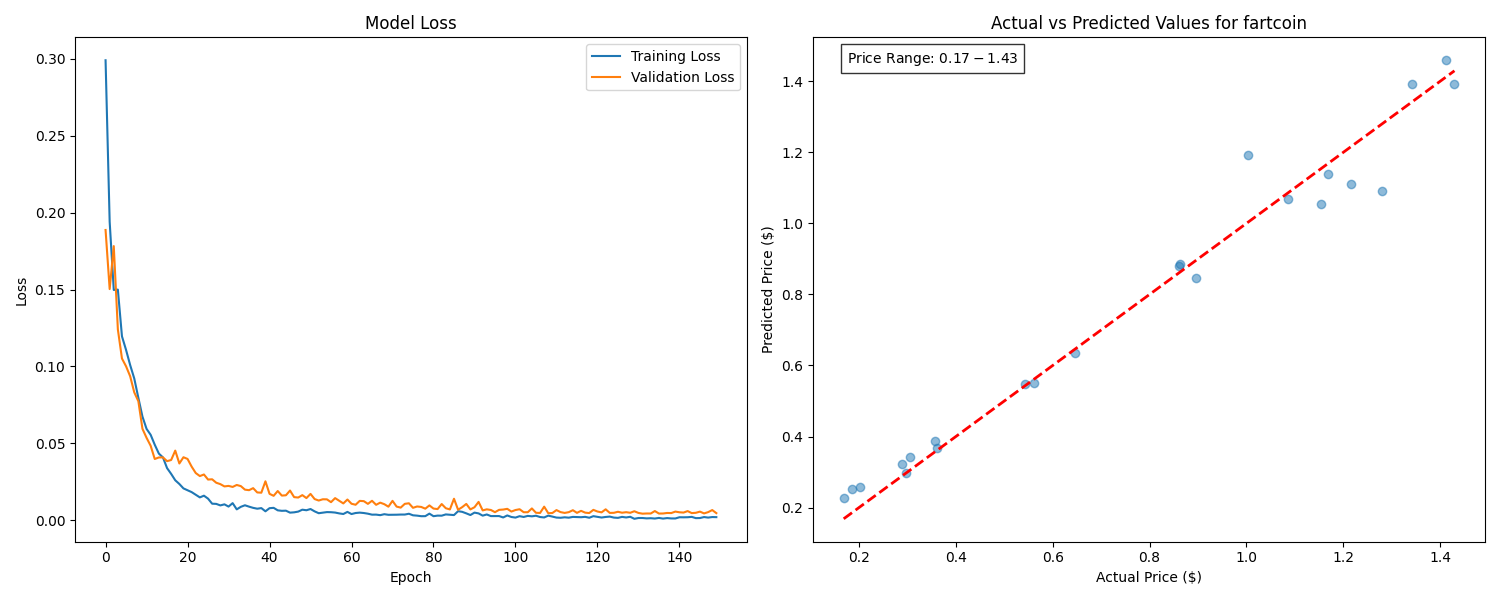 Model Loss
0.30
0.25
0.20
0.15
0.10
0.05
0.00
Loss
0 20 40 60 80 100 120 140
Epoch
Training Loss
Validation Loss
Actual vs Predicted Values for fartcoin
Price Range: 0.17 − 1.43
1.4
1.2
1.0
0.8
0.6
0.4
0.2
Predicted Price ($)
0.2 0.4 0.6 0.8 1.0 1.2 1.4
Actual Price ($)